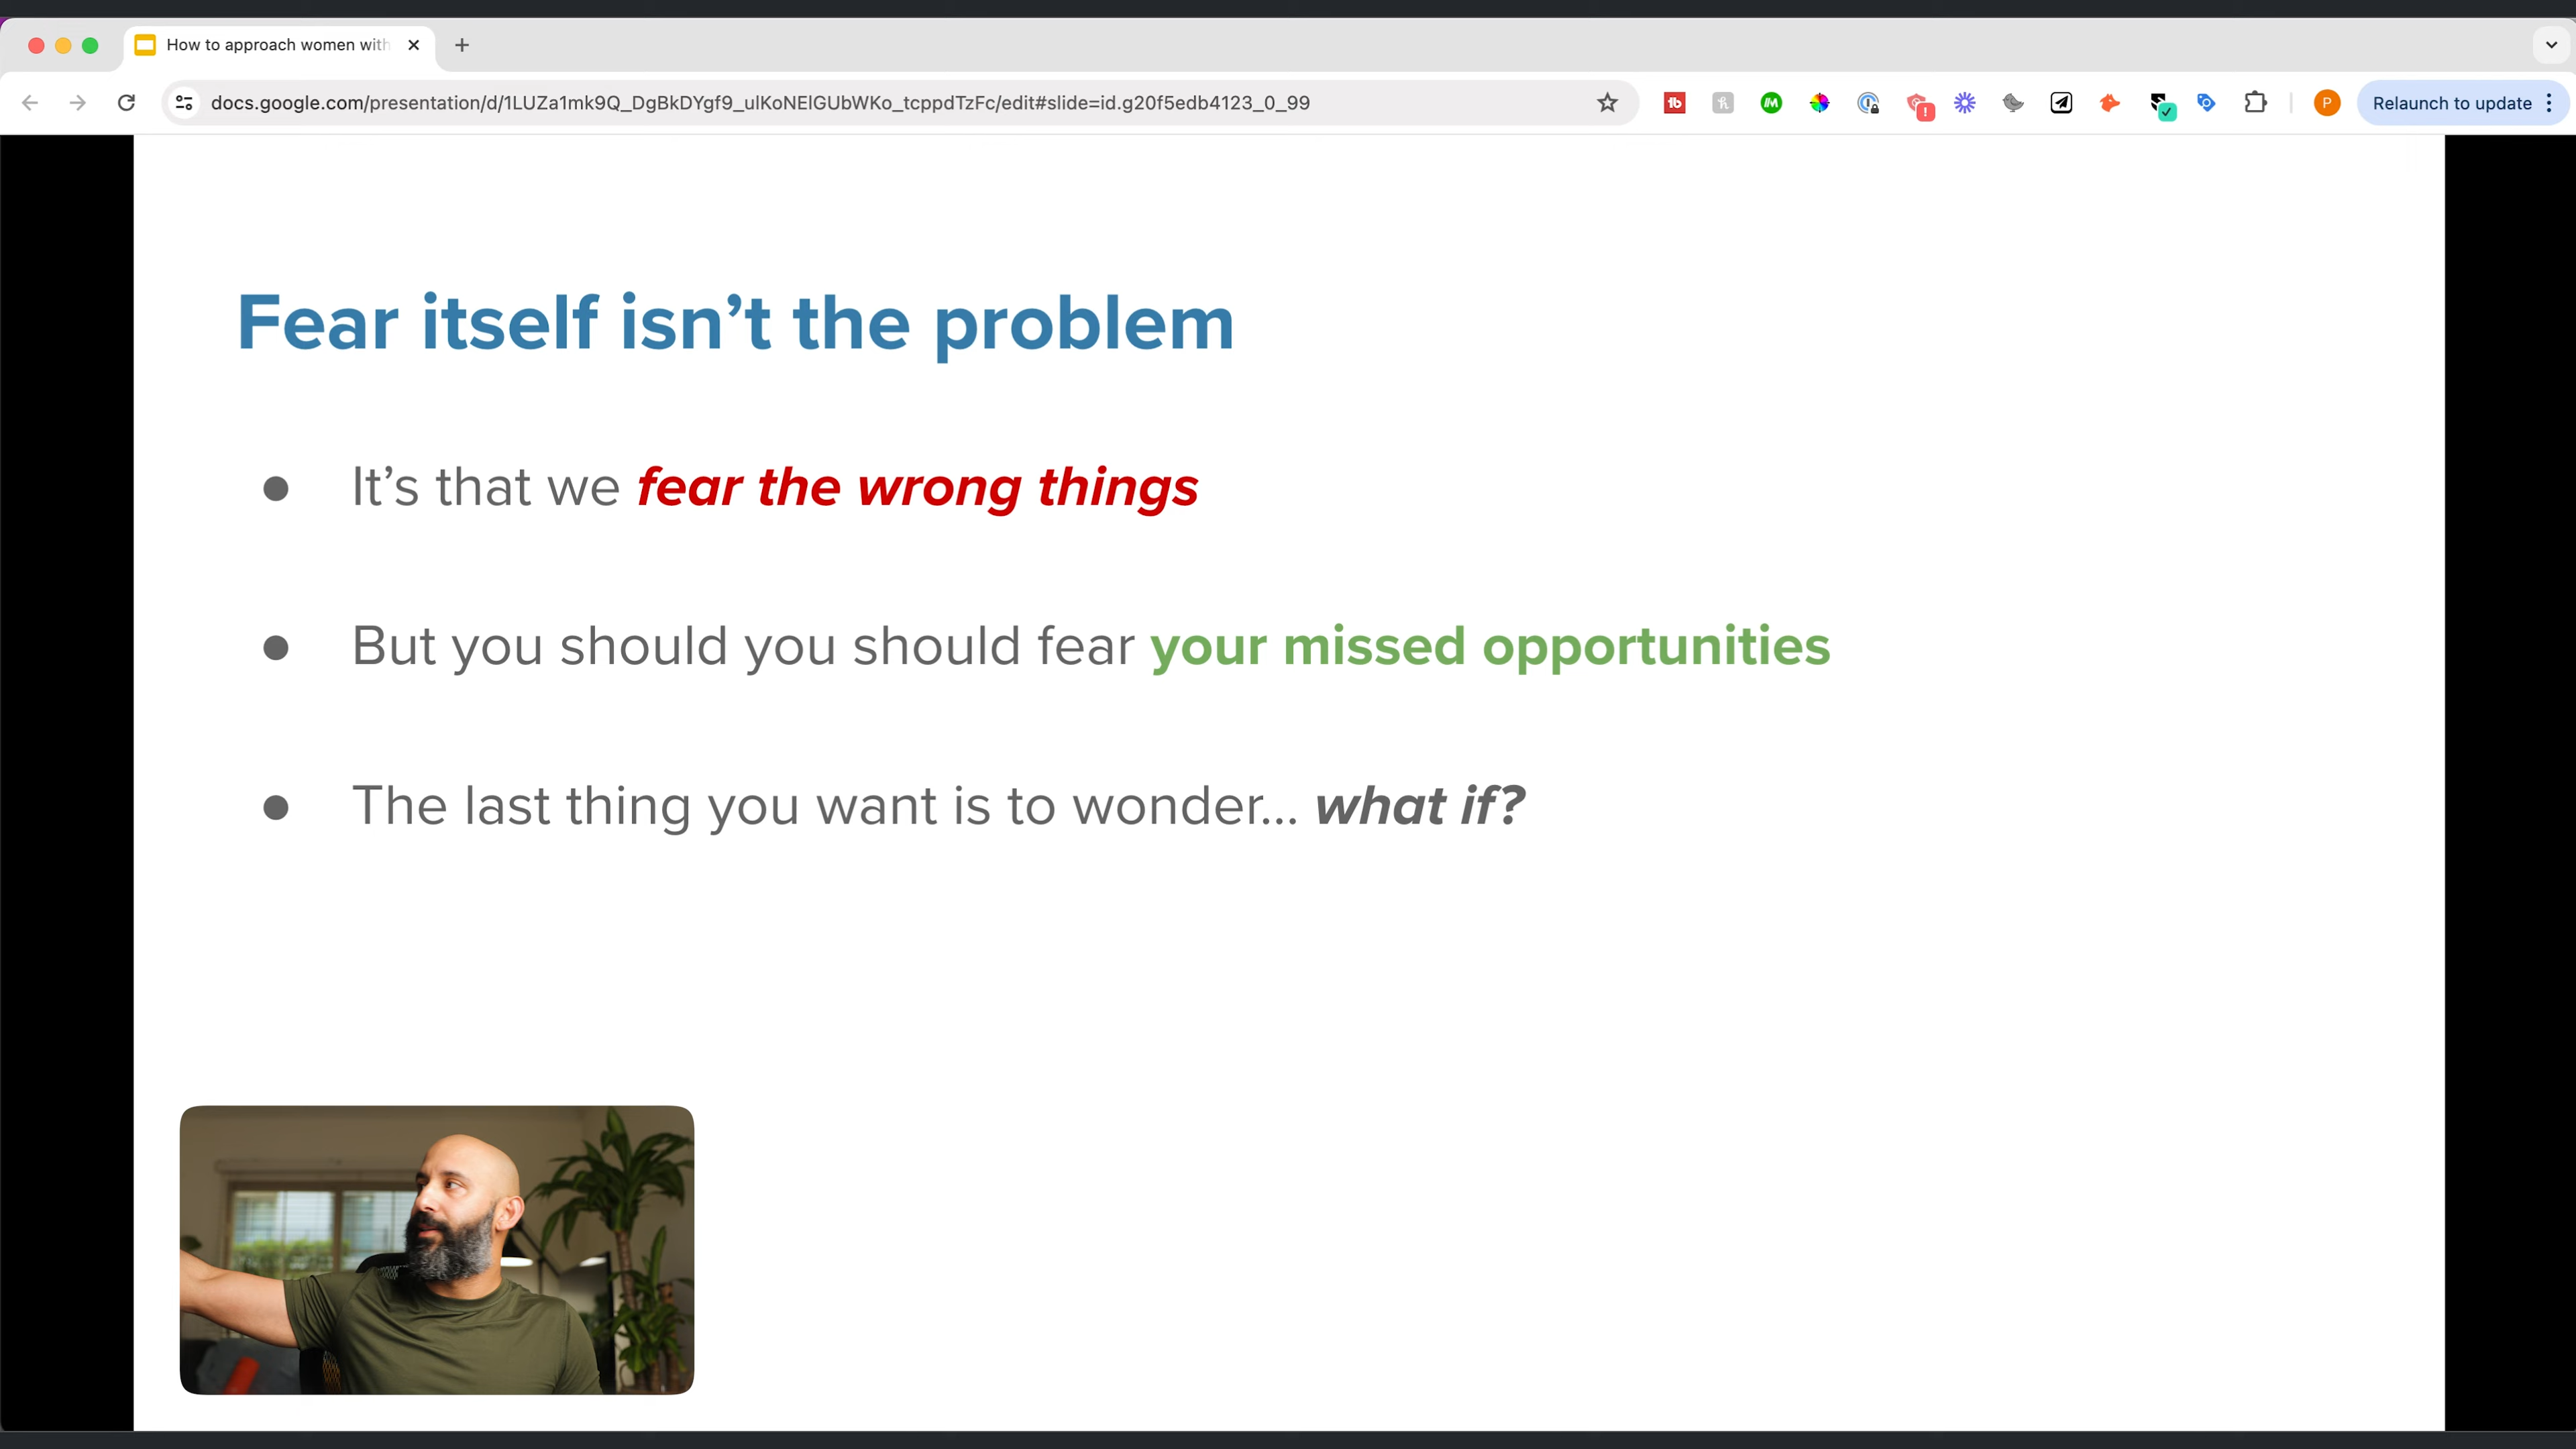 How to approach women with
docs.google.com/presentation/d/1LUZa1mk9Q_DgBkDYgf9_ulKoNEIGUbWKo_tcppdTzFc/edit#slide=id.g20f5edb4123_0_99
P
Relaunch to update
Fear itself isn’t the problem
● It’s that we fear the wrong things
● But you should you should fear your missed opportunities
● The last thing you want is to wonder... what if?